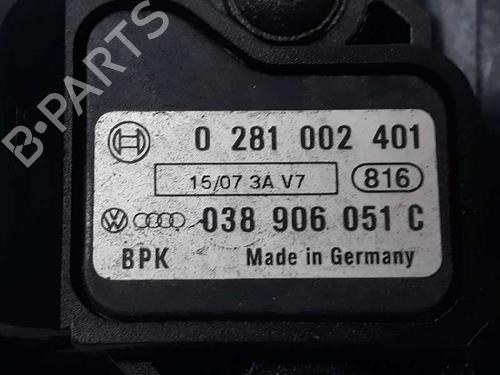 B-PARTS
0 281 002 401
15/07 3A V7 816
038 906 051 C
BPK Made in Germany